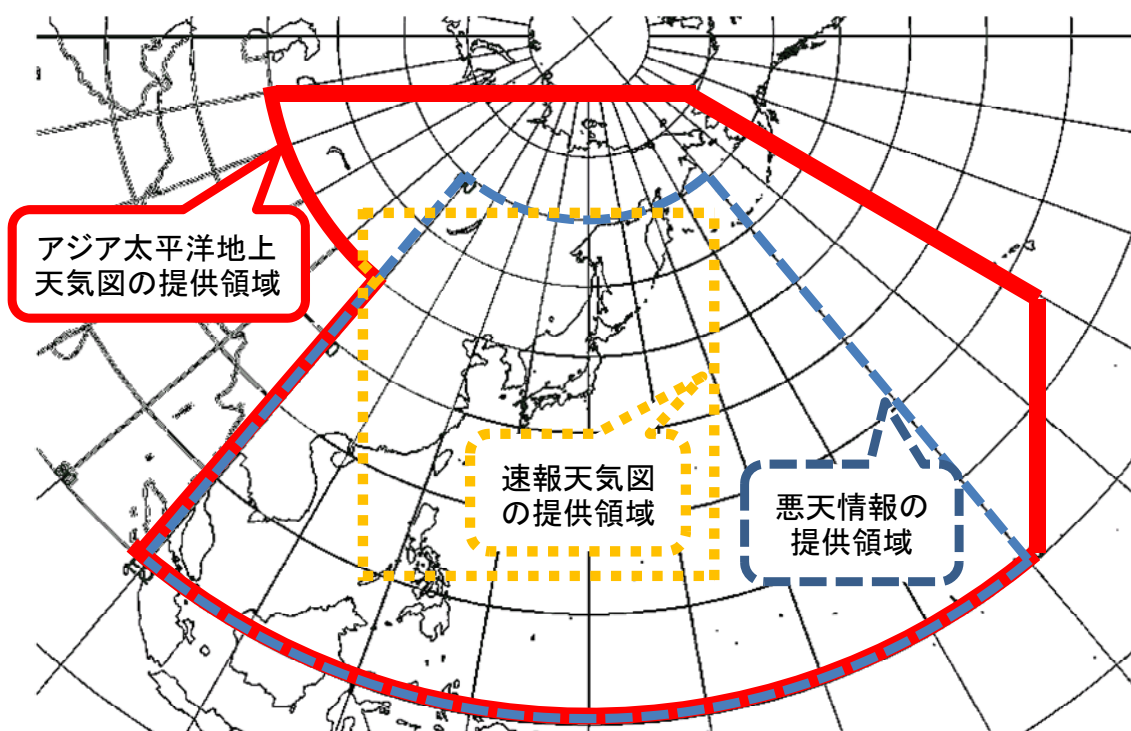 アジア太平洋地上
天気図の提供領域
速報天気図
の提供領域
悪天情報の
提供領域